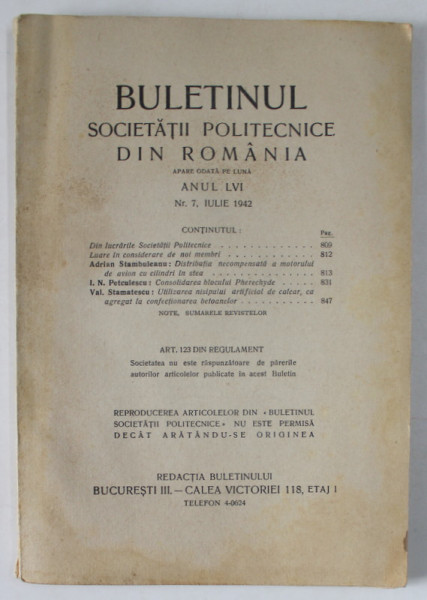 BULETINUL
SOCIETĂȚII POLITECNICE
DIN ROMÂNIA
APARE ODATĂ PE LUNĂ
ANUL LVI
Nr. 7, IULIE 1942
CONȚINUTUL :
Pag.
Din lucrările Societății Politecnice . . . . . . . . . . . . . 809
Luare în considerare de noi membri . . . . . . . . . . . . 812
Adrian Stambuleanu : Distribuția necompensată a motorului
de avion cu cilindri în stea . . . . . . . . . . . . . . . 813
I. N. Petculescu : Consolidarea blocului Pherechyde . . . . . 831
Val. Stamatescu : Utilizarea nisipului artificial de calcar, ca
agregat la confecționarea betoanelor . . . . . . . . . . . 847
NOTE, SUMARELE REVISTELOR
ART. 123 DIN REGULAMENT
Societatea nu este răspunzătoare de părerile
autorilor articolelor publicate în acest Buletin
REPRODUCEREA ARTICOLELOR DIN « BULETINUL
SOCIETĂȚII POLITECNICE » NU ESTE PERMISĂ
DECÂT ARĂTÂNDU-SE ORIGINEA
REDACȚIA BULETINULUI
BUCUREȘTI III. — CALEA VICTORIEI 118, ETAJ I
TELEFON 4-0624